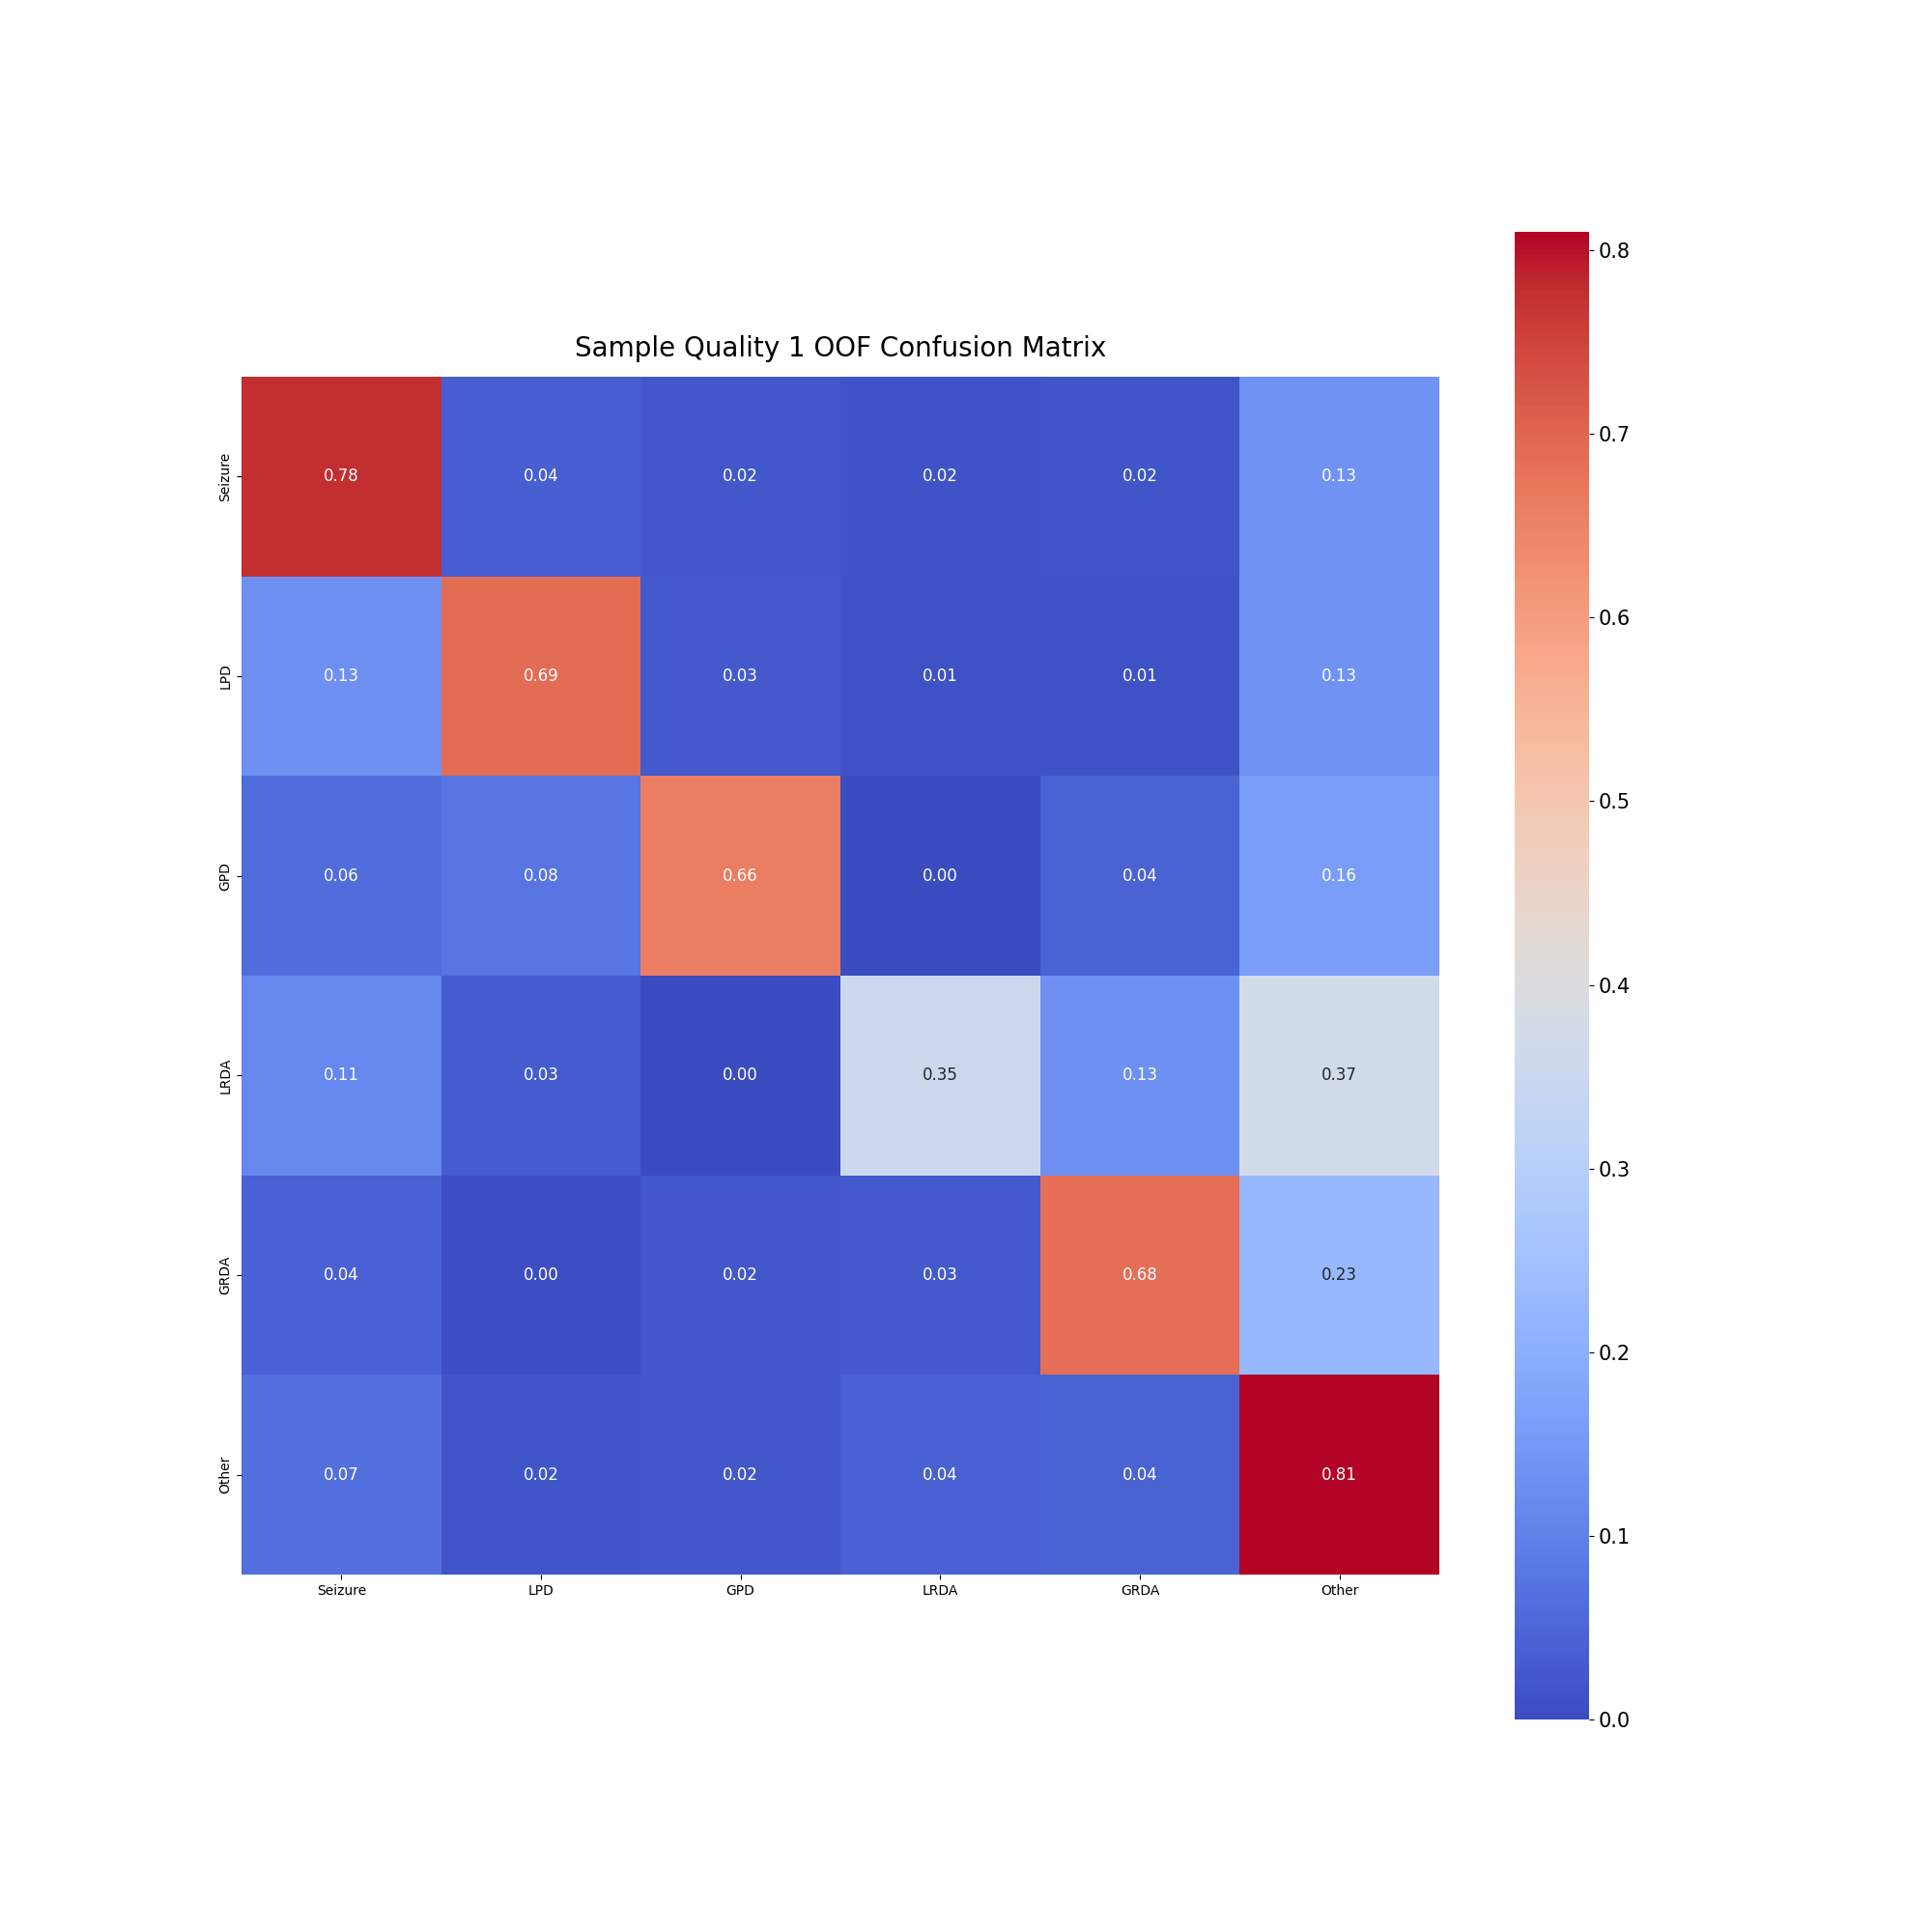 Sample Quality 1 OOF Confusion Matrix
Seizure 0.78 0.04 0.02 0.02 0.02 0.13
LPD 0.13 0.69 0.03 0.01 0.01 0.13
GPD 0.06 0.08 0.66 0.00 0.04 0.16
LRDA 0.11 0.03 0.00 0.35 0.13 0.37
GRDA 0.04 0.00 0.02 0.03 0.68 0.23
Other 0.07 0.02 0.02 0.04 0.04 0.81
Seizure LPD GPD LRDA GRDA Other
0.8
0.7
0.6
0.5
0.4
0.3
0.2
0.1
0.0